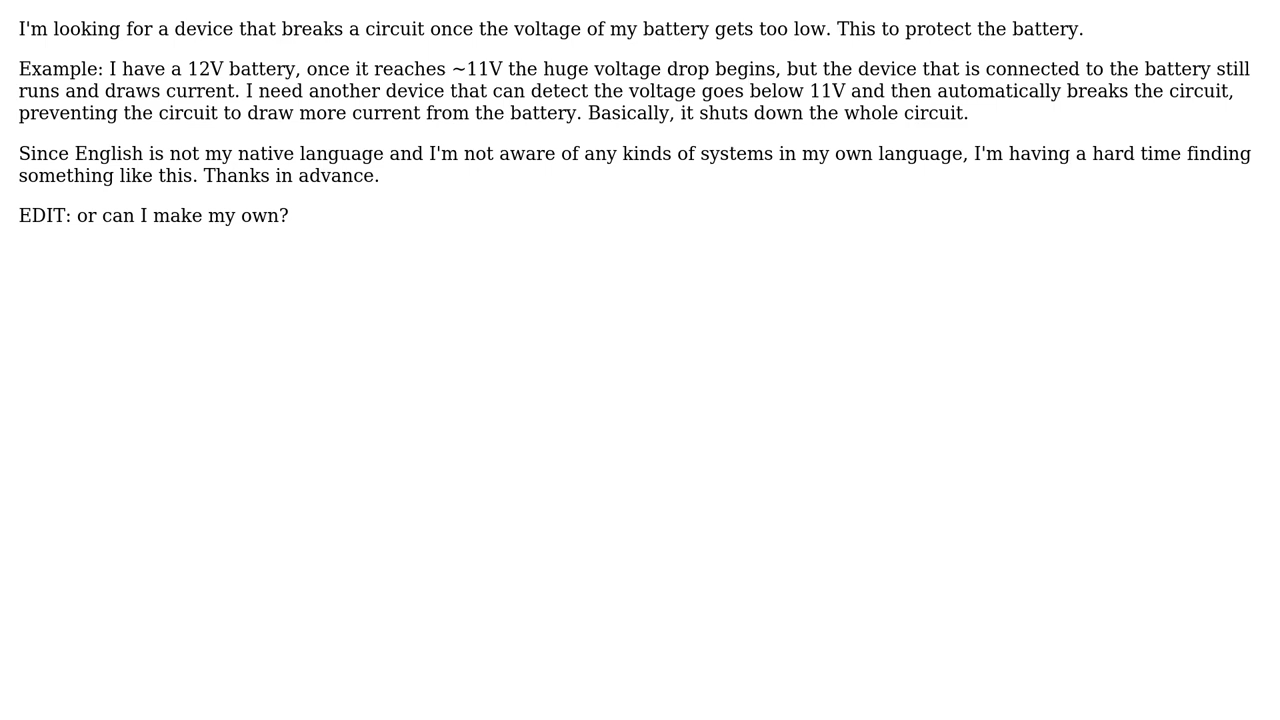 I'm looking for a device that breaks a circuit once the voltage of my battery gets too low. This to protect the battery.
Example: I have a 12V battery, once it reaches ~11V the huge voltage drop begins, but the device that is connected to the battery still
runs and draws current. I need another device that can detect the voltage goes below 11V and then automatically breaks the circuit,
preventing the circuit to draw more current from the battery. Basically, it shuts down the whole circuit.
Since English is not my native language and I'm not aware of any kinds of systems in my own language, I'm having a hard time finding
something like this. Thanks in advance.
EDIT: or can I make my own?